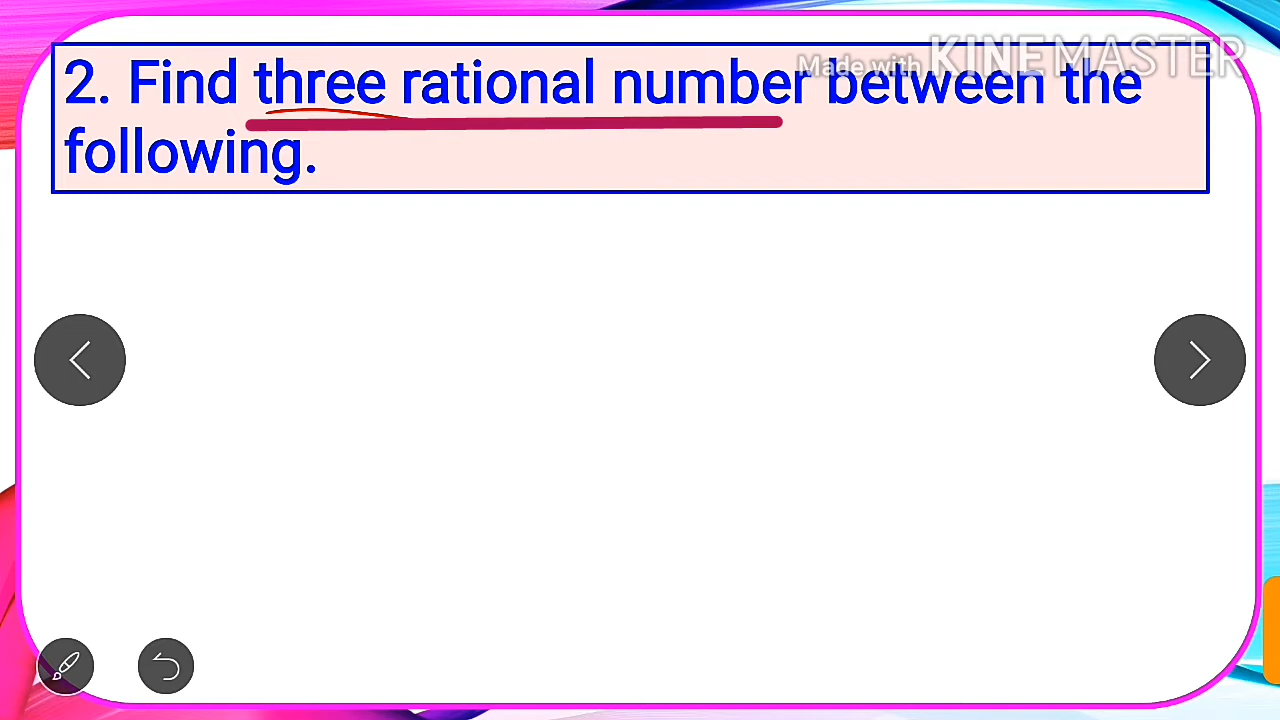 Made with KINEMASTER
2. Find three rational number between the
following.